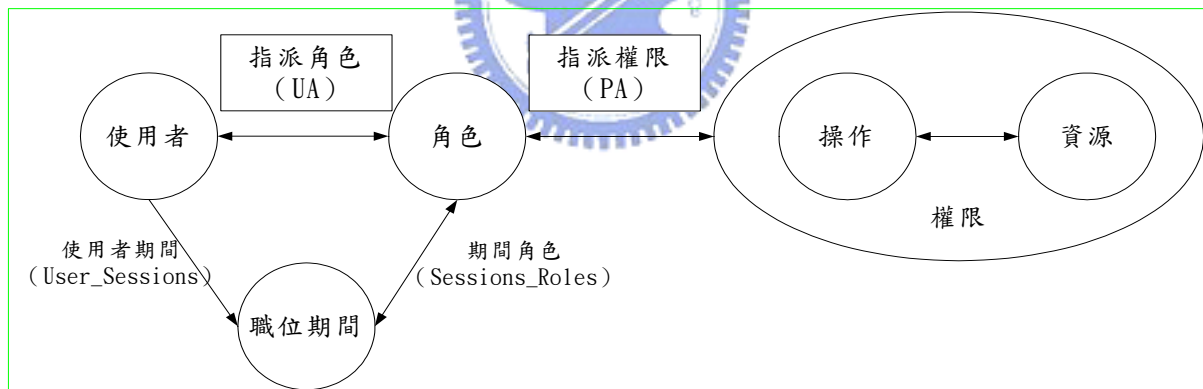 指派角色
（UA）
指派權限
（PA）
使用者
角色
操作
資源
權限
使用者期間
（User_Sessions）
期間角色
（Sessions_Roles）
職位期間